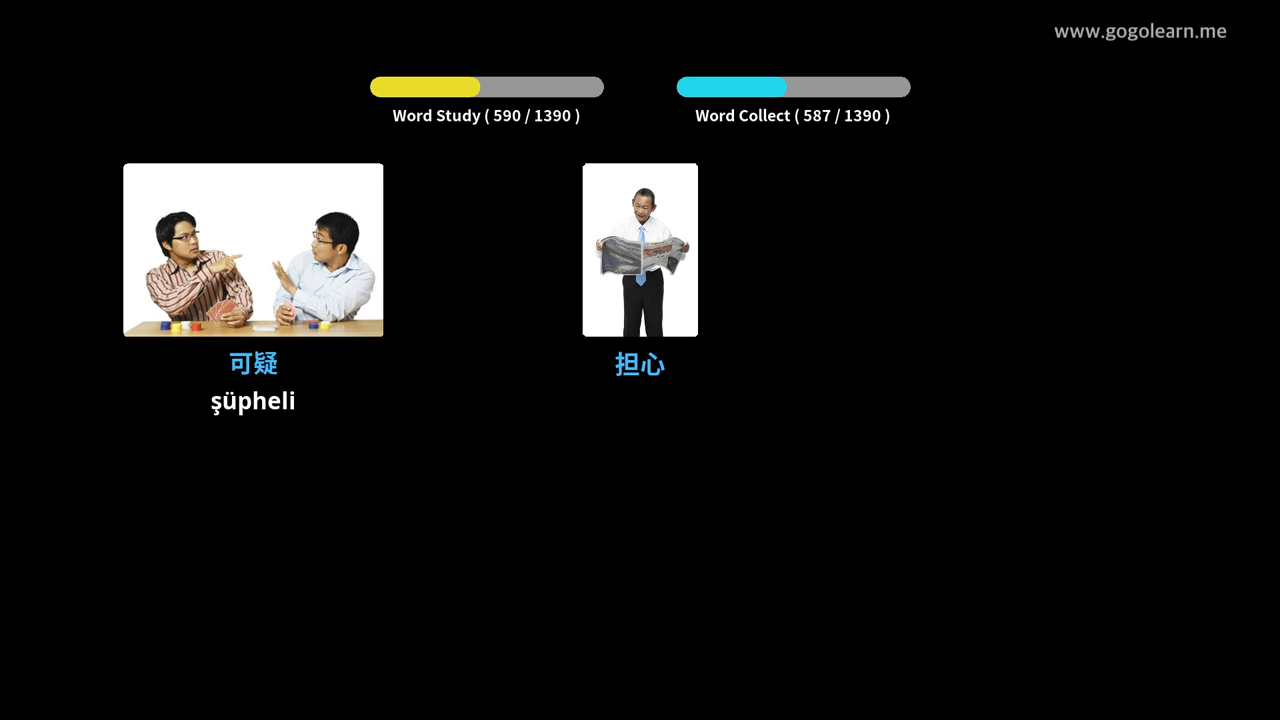 www.gogolearn.me
Word Study ( 590 / 1390 )
Word Collect ( 587 / 1390 )
可疑
şüpheli
担心